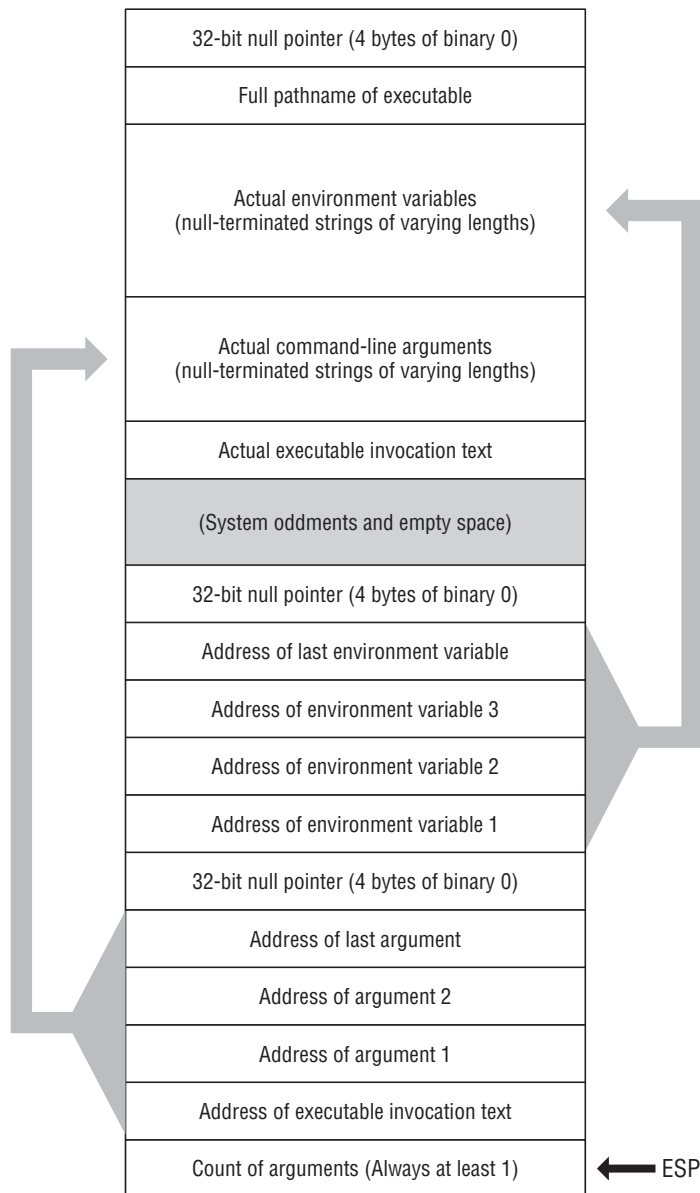 32-bit null pointer (4 bytes of binary 0)
Full pathname of executable
Actual environment variables
(null-terminated strings of varying lengths)
Actual command-line arguments
(null-terminated strings of varying lengths)
Actual executable invocation text
(System oddments and empty space)
32-bit null pointer (4 bytes of binary 0)
Address of last environment variable
Address of environment variable 3
Address of environment variable 2
Address of environment variable 1
32-bit null pointer (4 bytes of binary 0)
Address of last argument
Address of argument 2
Address of argument 1
Address of executable invocation text
Count of arguments (Always at least 1)
ESP